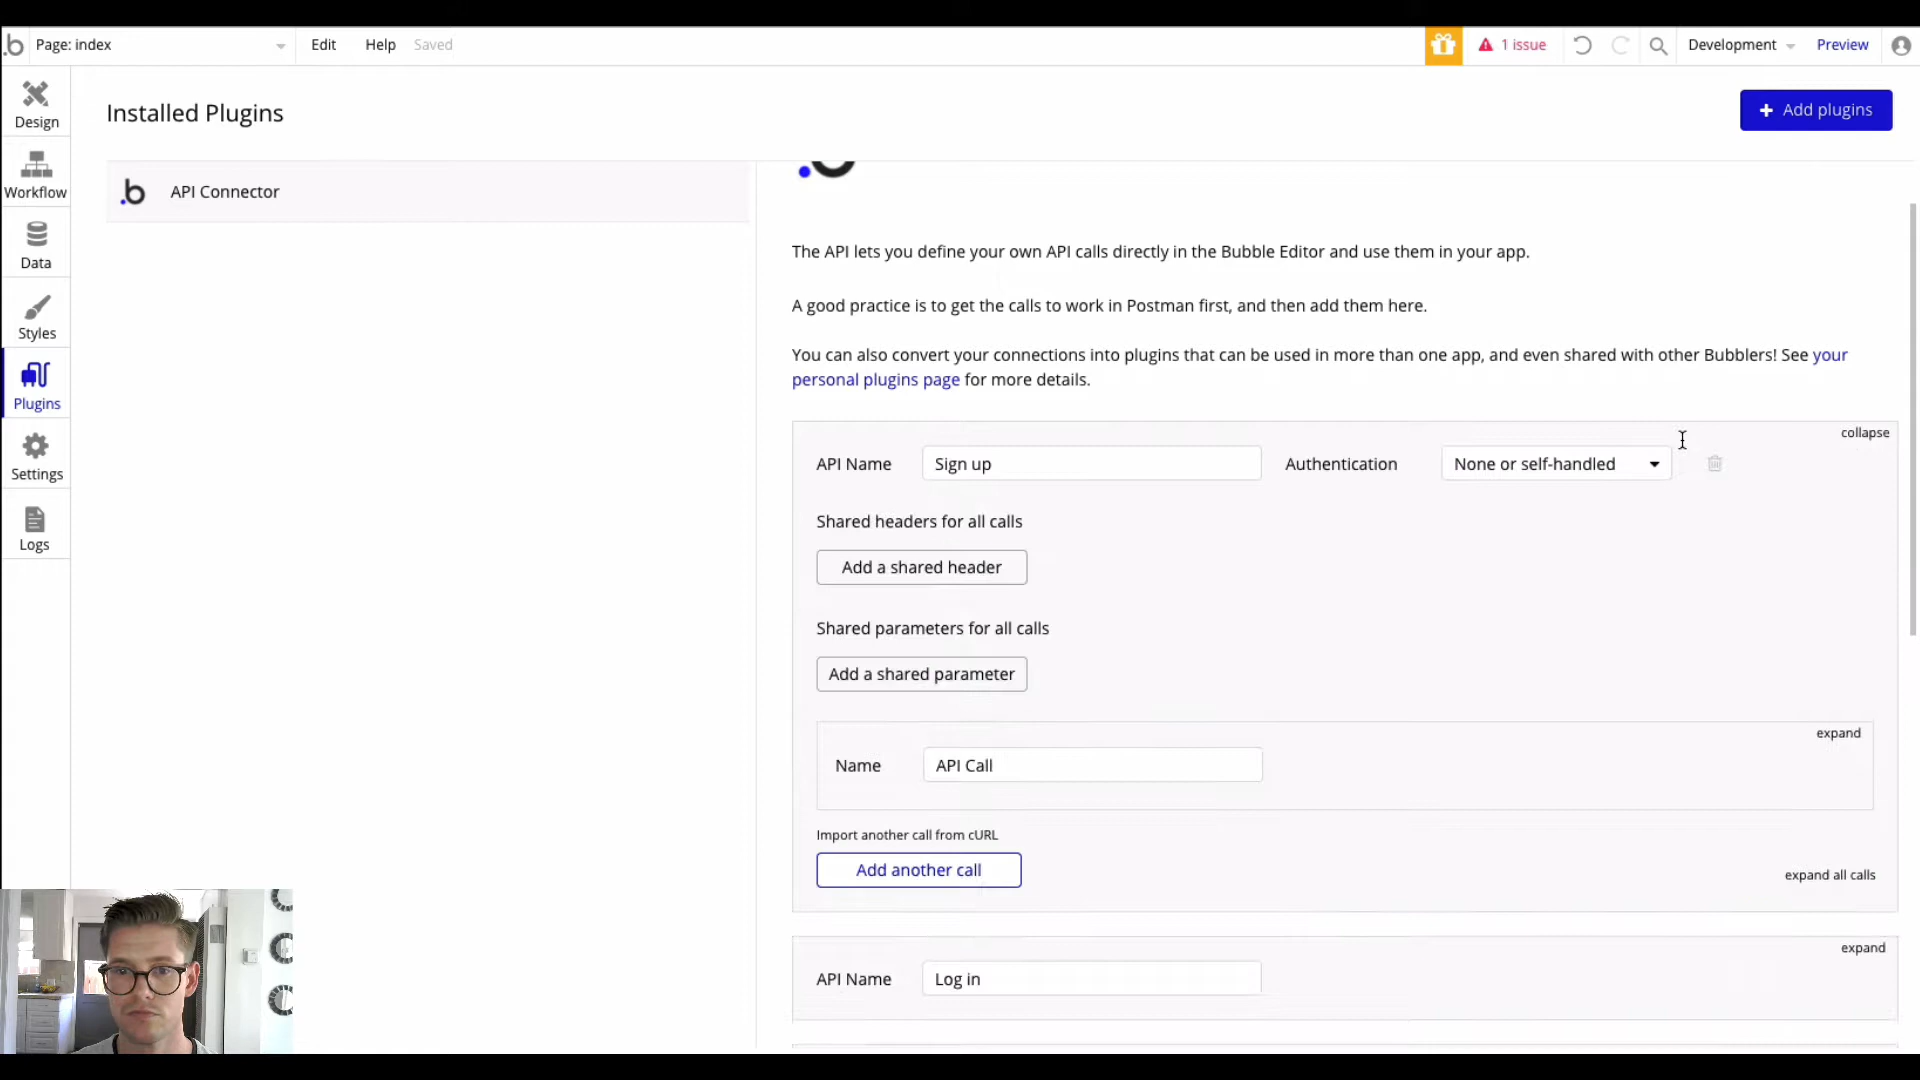 Page: index
Edit
Help
Saved
1 issue
Development
Preview
Design
Workflow
Data
Styles
Plugins
Settings
Logs
Installed Plugins
+ Add plugins
.b API Connector
The API lets you define your own API calls directly in the Bubble Editor and use them in your app.
A good practice is to get the calls to work in Postman first, and then add them here.
You can also convert your connections into plugins that can be used in more than one app, and even shared with other Bubblers! See your
personal plugins page for more details.
collapse
API Name Sign up Authentication None or self-handled
Shared headers for all calls
Add a shared header
Shared parameters for all calls
Add a shared parameter
expand
Name API Call
Import another call from cURL
Add another call
expand all calls
expand
API Name Log in